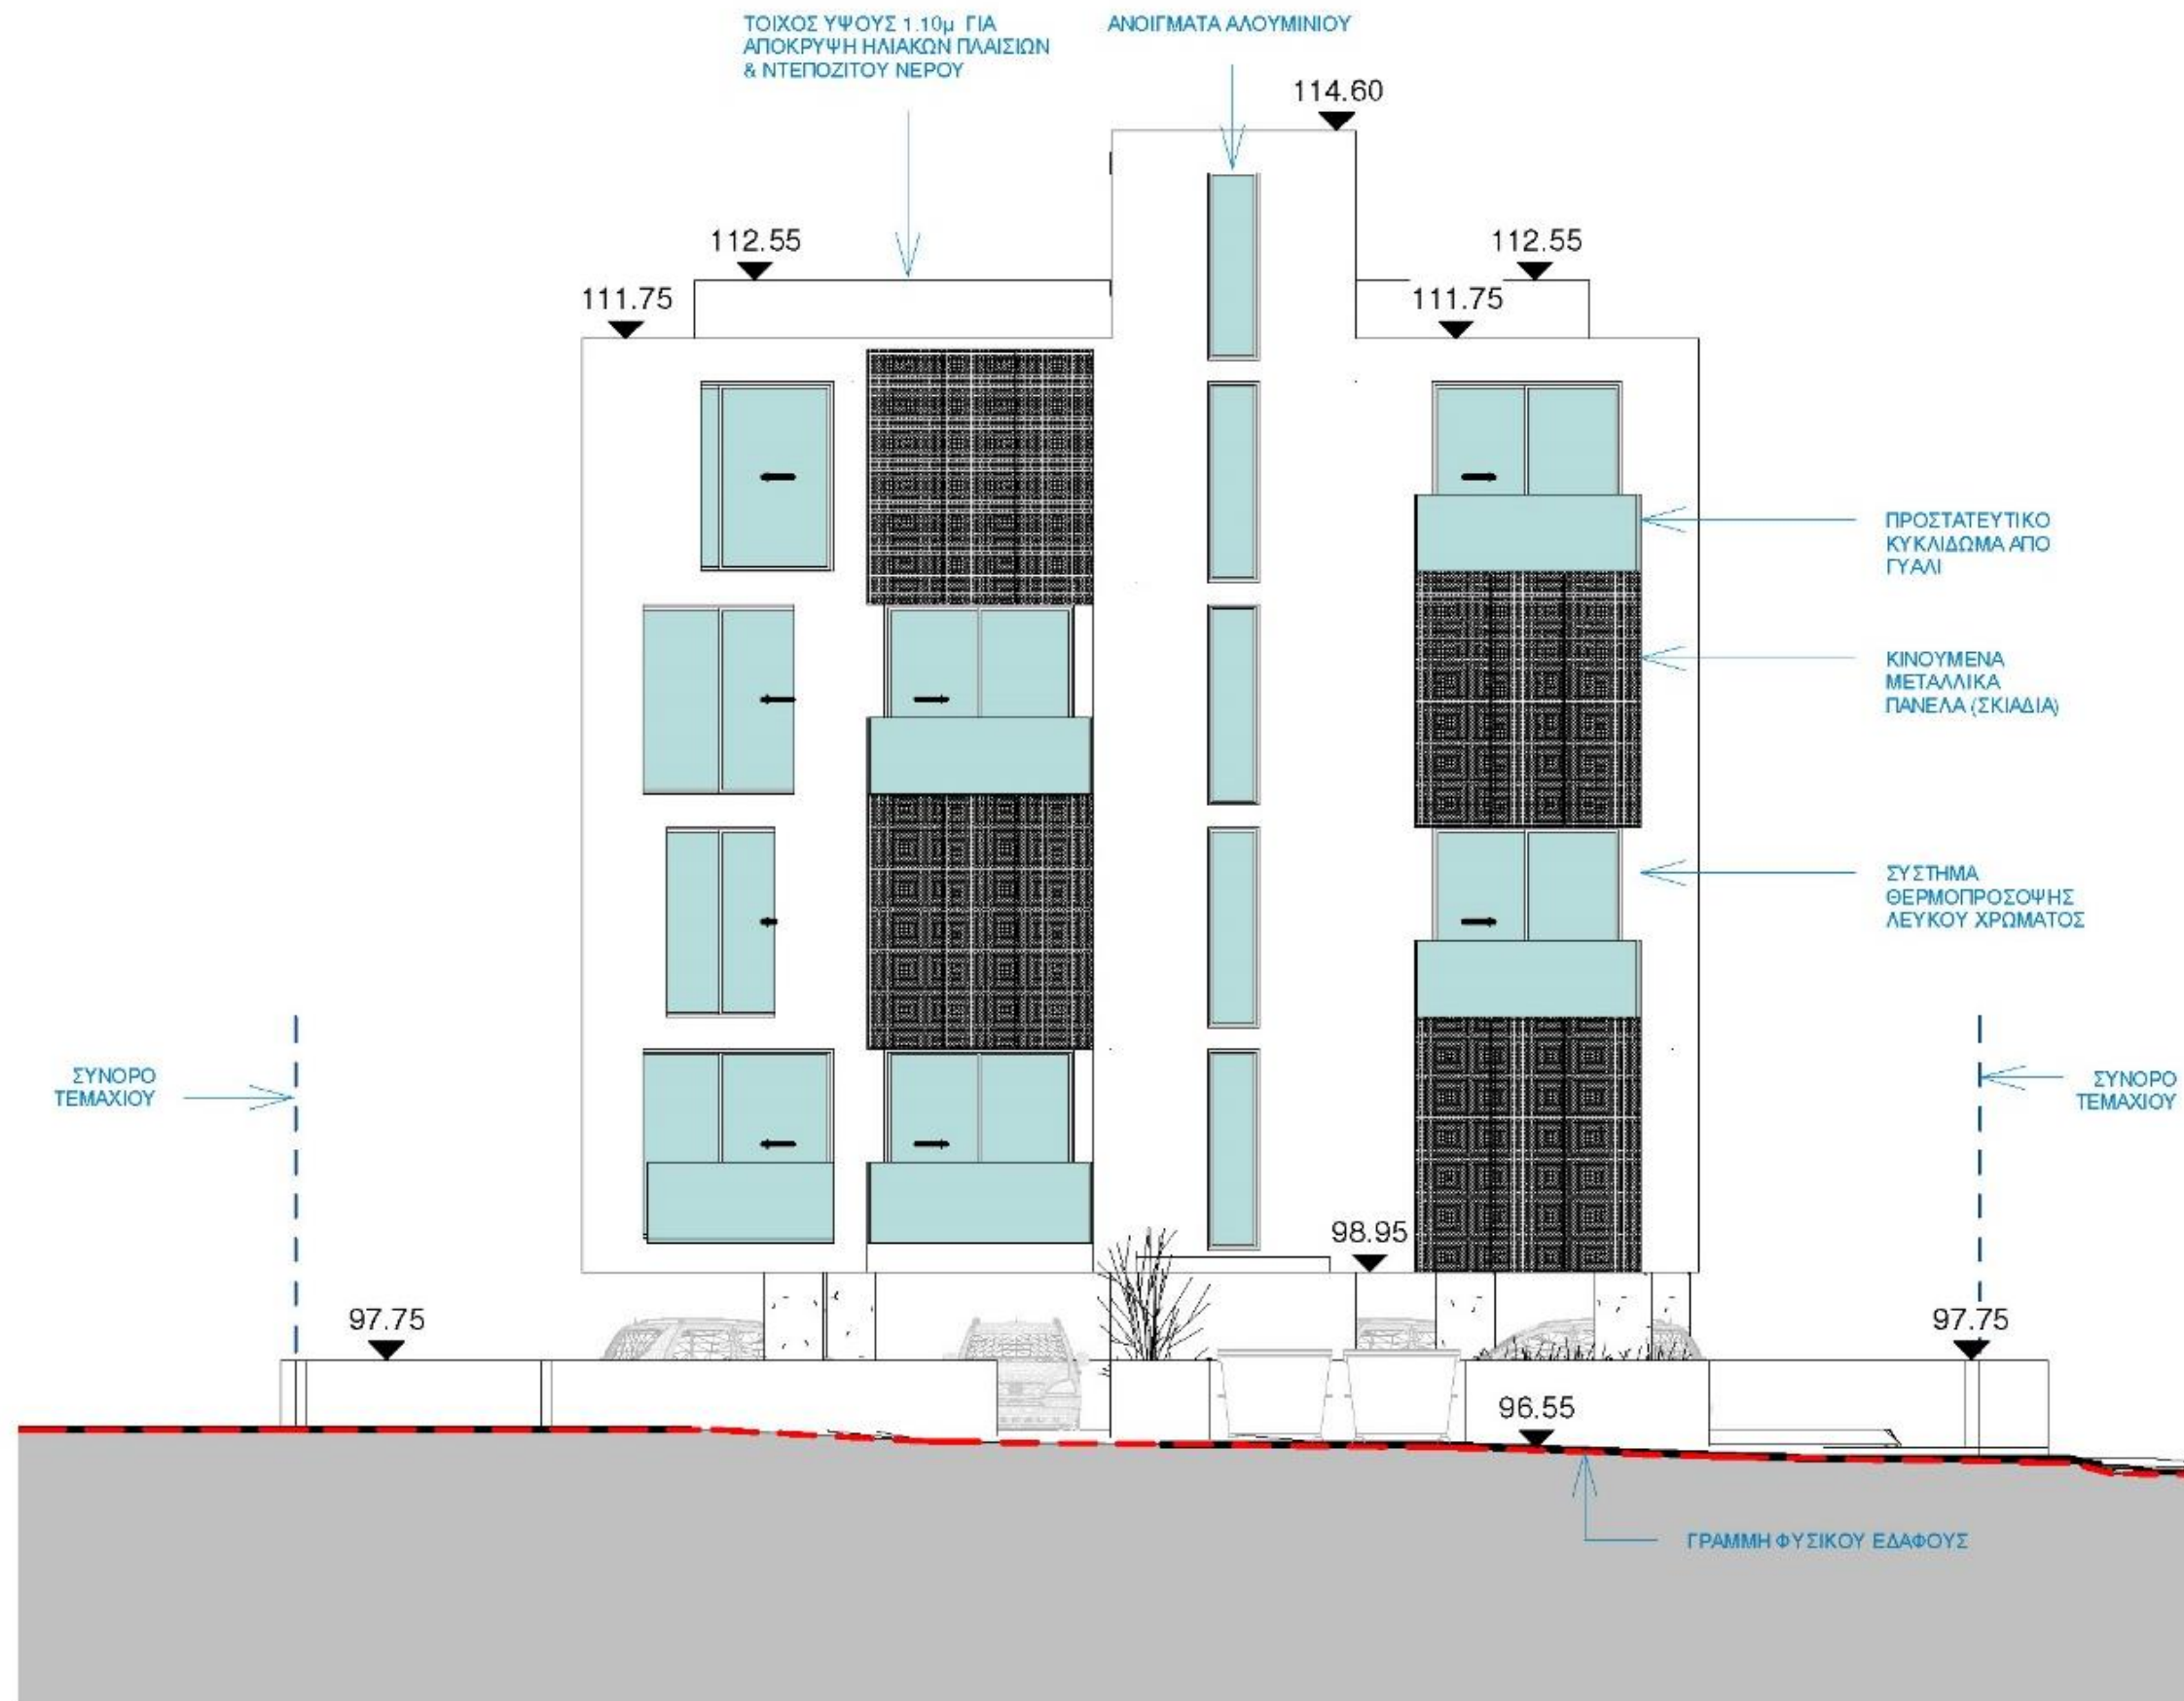 ΤΟΙΧΟΣ ΥΨΟΥΣ 1.10μ ΓΙΑ
ΑΠΟΚΡΥΨΗ ΗΛΙΑΚΩΝ ΠΛΑΙΣΙΩΝ
& ΝΤΕΠΟΖΙΤΟΥ ΝΕΡΟΥ
ΑΝΟΙΓΜΑΤΑ ΑΛΟΥΜΙΝΙΟΥ
114.60
112.55
112.55
111.75
111.75
ΠΡΟΣΤΑΤΕΥΤΙΚΟ
ΚΥΚΛΙΔΩΜΑ ΑΠΟ
ΓΥΑΛΙ
ΚΙΝΟΥΜΕΝΑ
ΜΕΤΑΛΛΙΚΑ
ΠΑΝΕΛΑ (ΣΚΙΑΔΙΑ)
ΣΥΣΤΗΜΑ
ΘΕΡΜΟΠΡΟΣΟΨΗΣ
ΛΕΥΚΟΥ ΧΡΩΜΑΤΟΣ
ΣΥΝΟΡΟ
ΤΕΜΑΧΙΟΥ
ΣΥΝΟΡΟ
ΤΕΜΑΧΙΟΥ
98.95
97.75
97.75
96.55
ΓΡΑΜΜΗ ΦΥΣΙΚΟΥ ΕΔΑΦΟΥΣ